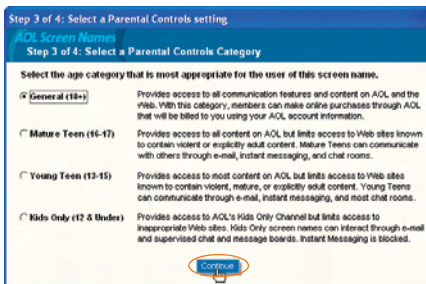 Step 3 of 4: Select a Parental Controls setting
AOL Screen Names
Step 3 of 4: Select a Parental Controls Category
Select the age category that is most appropriate for the user of this screen name.
General (18+)
Provides access to all communication features and content on AOL and the
Web. With this category, members can make online purchases through AOL
that will be billed to you using your AOL account information.
Mature Teen (16-17)
Provides access to all content on AOL but limits access to Web sites known
to contain violent or explicitly adult content. Mature Teens can communicate
with others through e-mail, instant messaging, and chat rooms.
Young Teen (13-15)
Provides access to most content on AOL but limits access to Web sites
known to contain violent, mature, or explicitly adult content. Young Teens
can communicate through e-mail, instant messaging, and most chat rooms.
Kids Only (12 & Under)
Provides access to AOL's Kids Only Channel but limits access to
inappropriate Web sites. Kids Only screen names can interact through e-mail
and supervised chat and message boards. Instant Messaging is blocked.
Continue